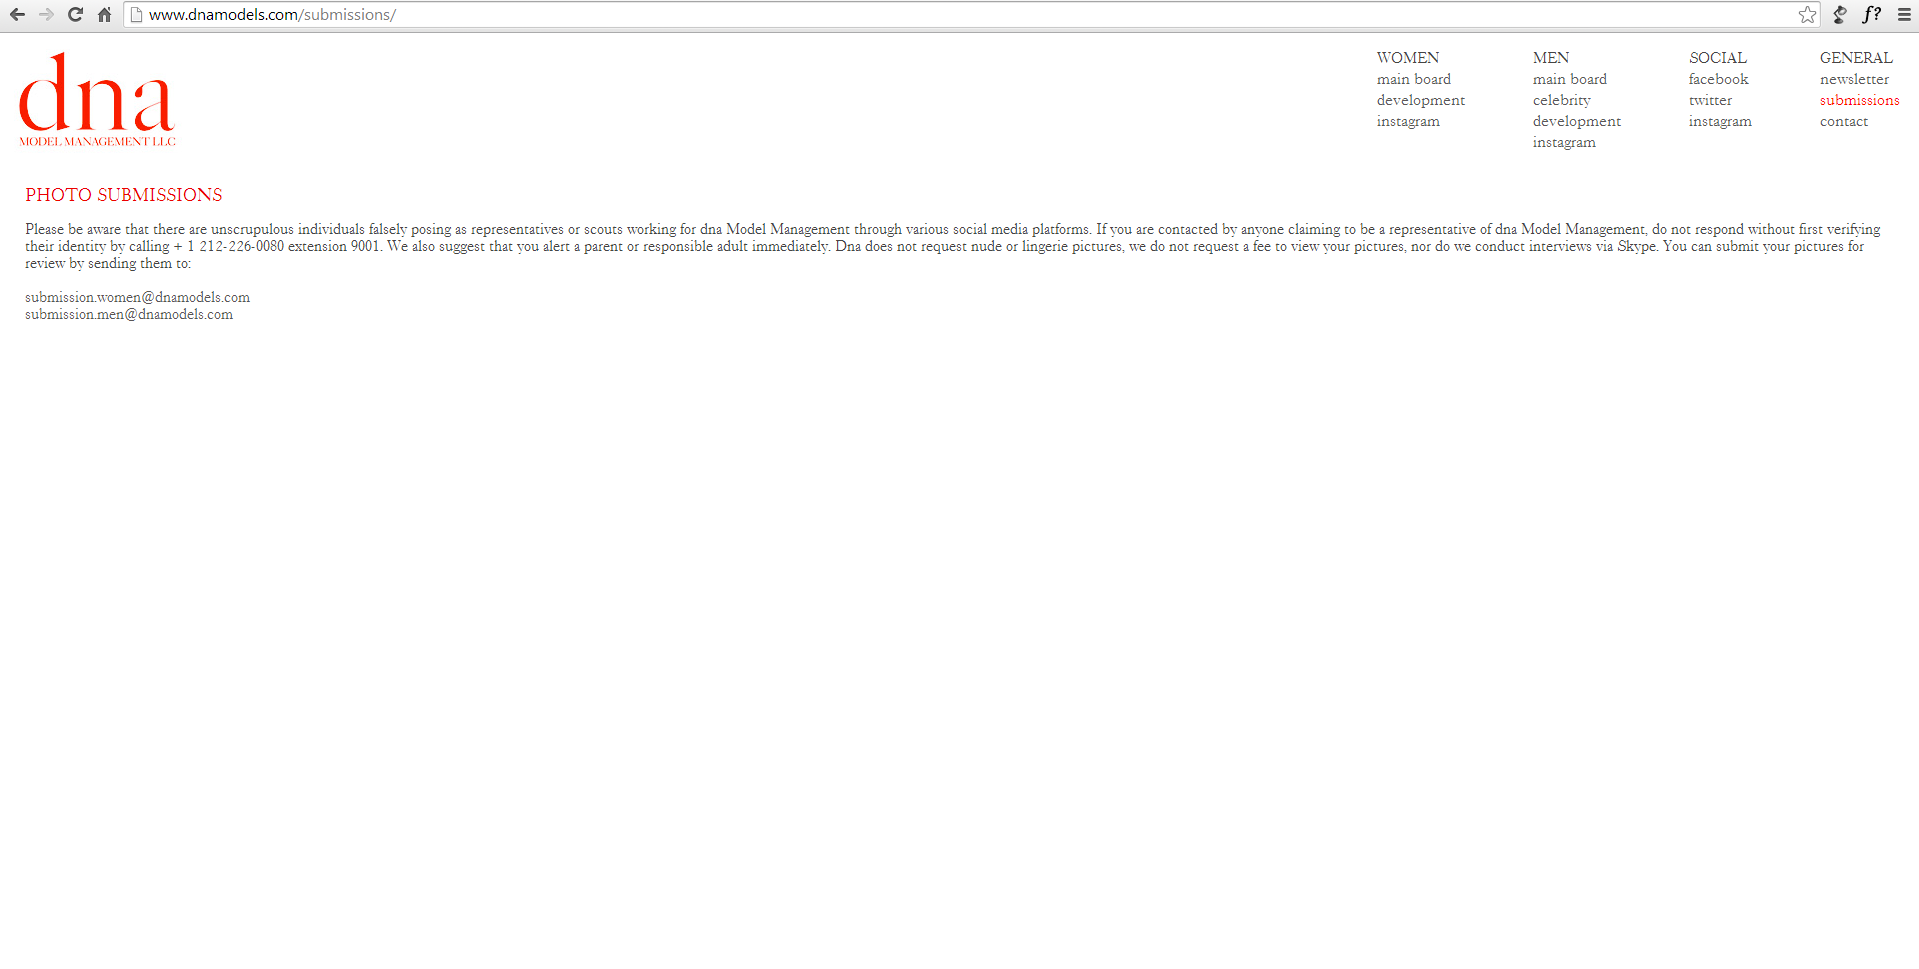 www.dnamodels.com/submissions/
f?
dna
MODEL MANAGEMENT LLC
WOMEN
main board
development
instagram
MEN
main board
celebrity
development
instagram
SOCIAL
facebook
twitter
instagram
GENERAL
newsletter
submissions
contact
PHOTO SUBMISSIONS
Please be aware that there are unscrupulous individuals falsely posing as representatives or scouts working for dna Model Management through various social media platforms. If you are contacted by anyone claiming to be a representative of dna Model Management, do not respond without first verifying
their identity by calling + 1 212-226-0080 extension 9001. We also suggest that you alert a parent or responsible adult immediately. Dna does not request nude or lingerie pictures, we do not request a fee to view your pictures, nor do we conduct interviews via Skype. You can submit your pictures for
review by sending them to:
submission.women@dnamodels.com
submission.men@dnamodels.com